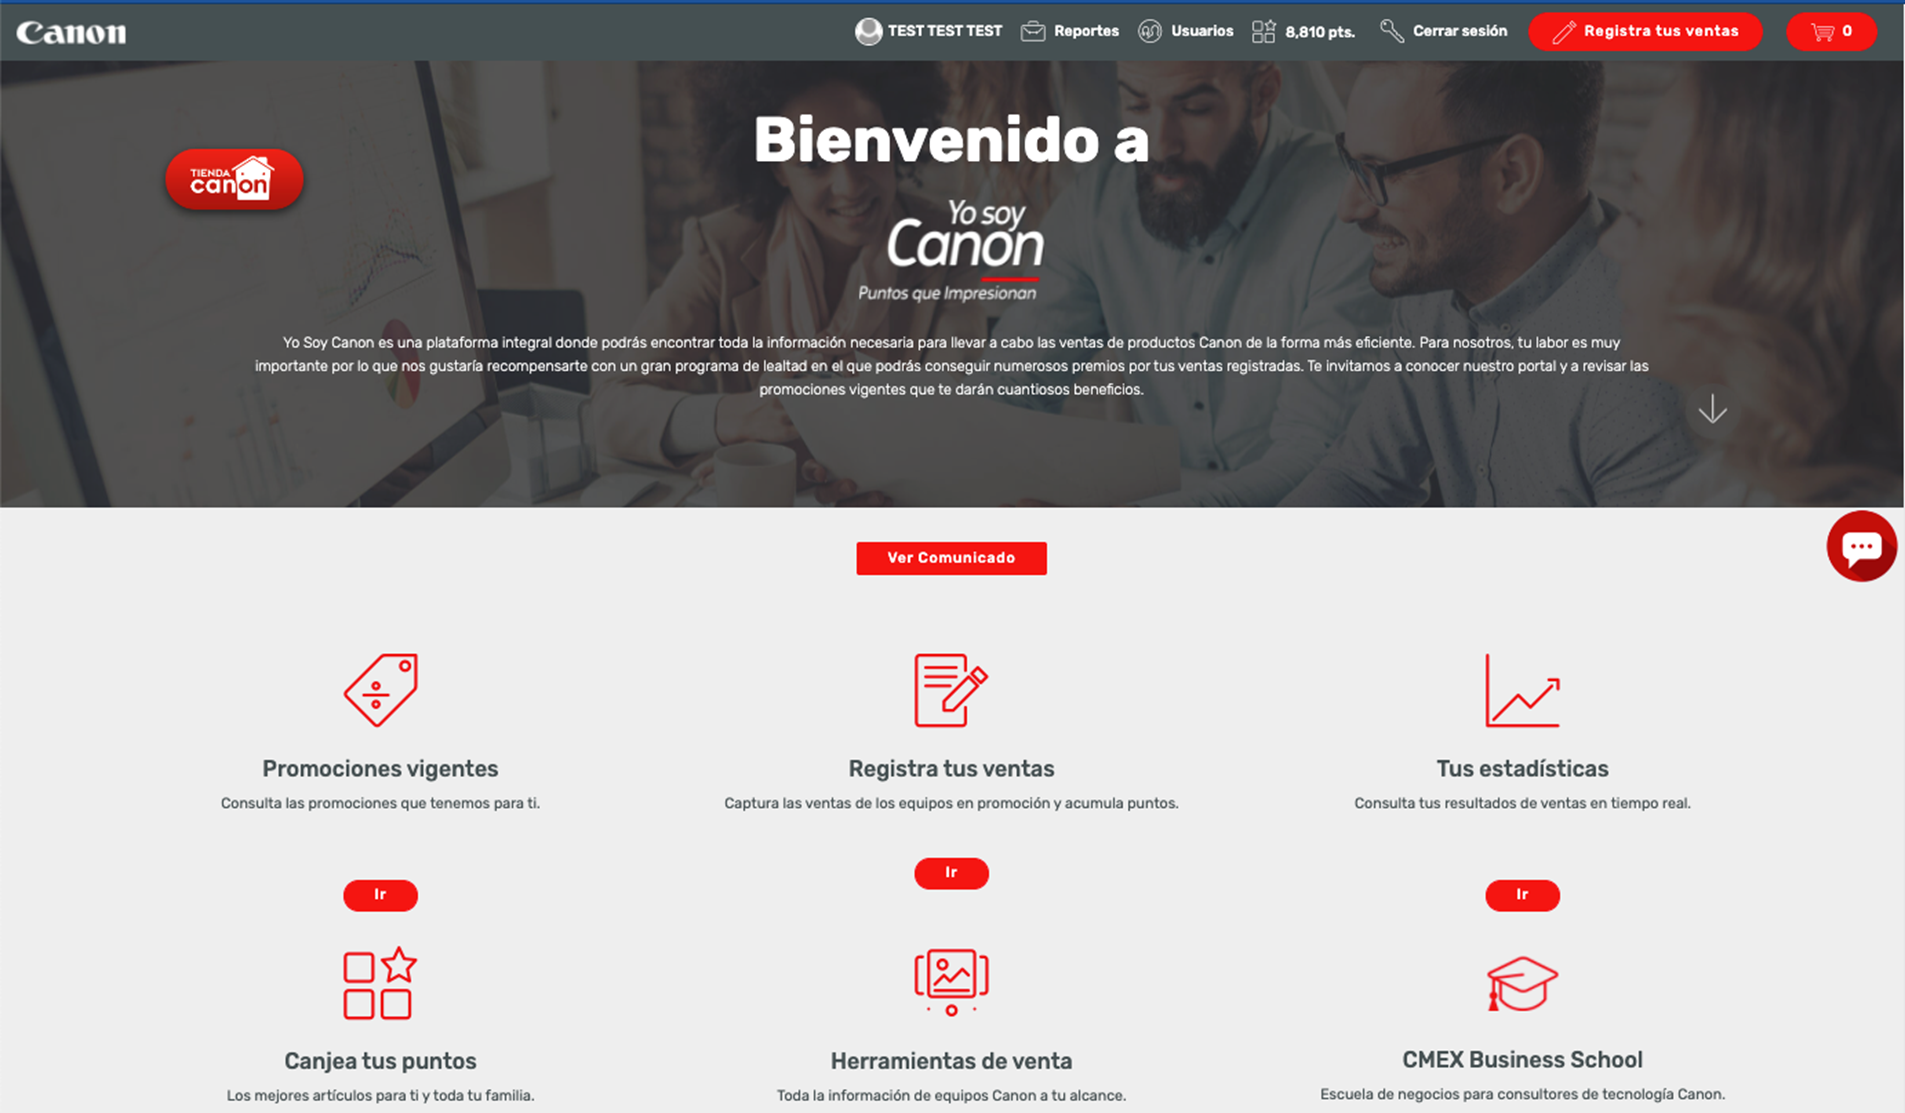 Canon
TEST TEST TEST
Reportes
Usuarios
8,810 pts.
Cerrar sesión
Registra tus ventas
0
Bienvenido a
TIENDA
canon
Yo soy
Canon
Puntos que Impresionan
Yo Soy Canon es una plataforma integral donde podrás encontrar toda la información necesaria para llevar a cabo las ventas de productos Canon de la forma más eficiente. Para nosotros, tu labor es muy
importante por lo que nos gustaría recompensarte con un gran programa de lealtad en el que podrás conseguir numerosos premios por tus ventas registradas. Te invitamos a conocer nuestro portal y a revisar las
promociones vigentes que te darán cuantiosos beneficios.
Ver Comunicado
Promociones vigentes
Consulta las promociones que tenemos para ti.
Ir
Registra tus ventas
Captura las ventas de los equipos en promoción y acumula puntos.
Ir
Tus estadísticas
Consulta tus resultados de ventas en tiempo real.
Ir
Canjea tus puntos
Los mejores artículos para ti y toda tu familia.
Herramientas de venta
Toda la información de equipos Canon a tu alcance.
CMEX Business School
Escuela de negocios para consultores de tecnología Canon.